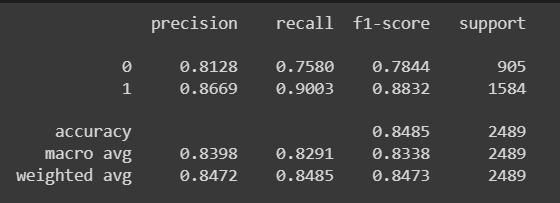 precision recall f1-score support
0 0.8128 0.7580 0.7844 905
1 0.8669 0.9003 0.8832 1584
accuracy 0.8485 2489
macro avg 0.8398 0.8291 0.8338 2489
weighted avg 0.8472 0.8485 0.8473 2489